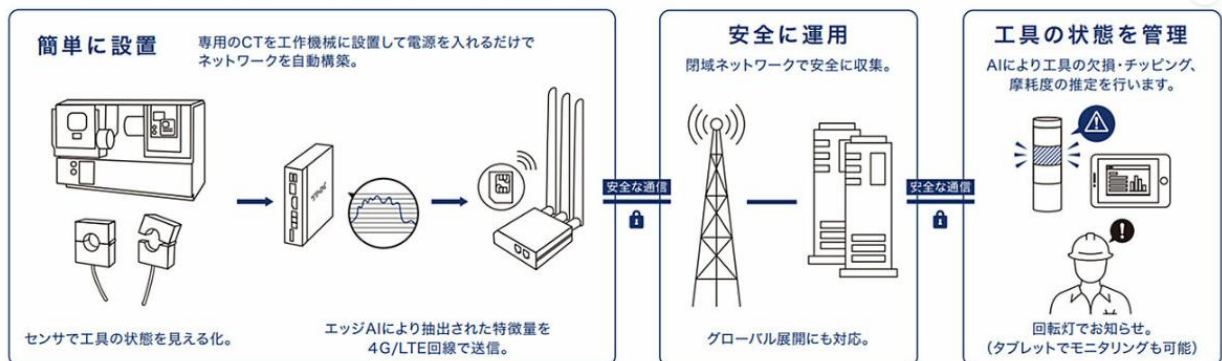 簡単に設置
専用のCTを工作機械に設置して電源を入れるだけで
ネットワークを自動構築。
センサで工具の状態を見える化。
エッジAIにより抽出された特徴量を
4G/LTE回線で送信。
安全な通信
安全に運用
閉域ネットワークで安全に収集。
グローバル展開にも対応。
安全な通信
工具の状態を管理
AIにより工具の欠損・チッピング、
摩耗度の推定を行います。
回転灯でお知らせ。
(タブレットでモニタリングも可能)